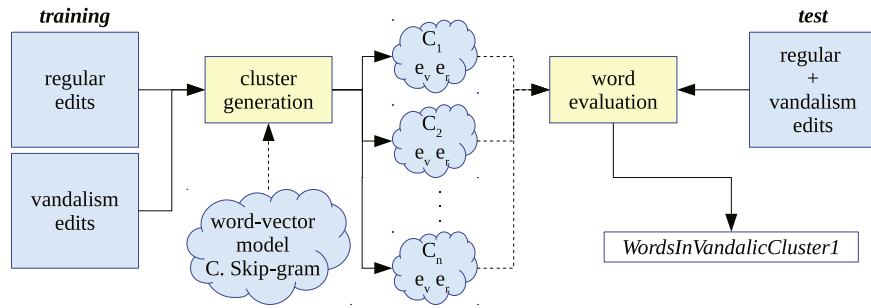 training
regular
edits
vandalism
edits
cluster
generation
word-vector
model
C. Skip-gram
C1
ev er
C2
ev er
.
.
.
Cn
ev er
word
evaluation
test
regular
+
vandalism
edits
WordsInVandalicCluster1